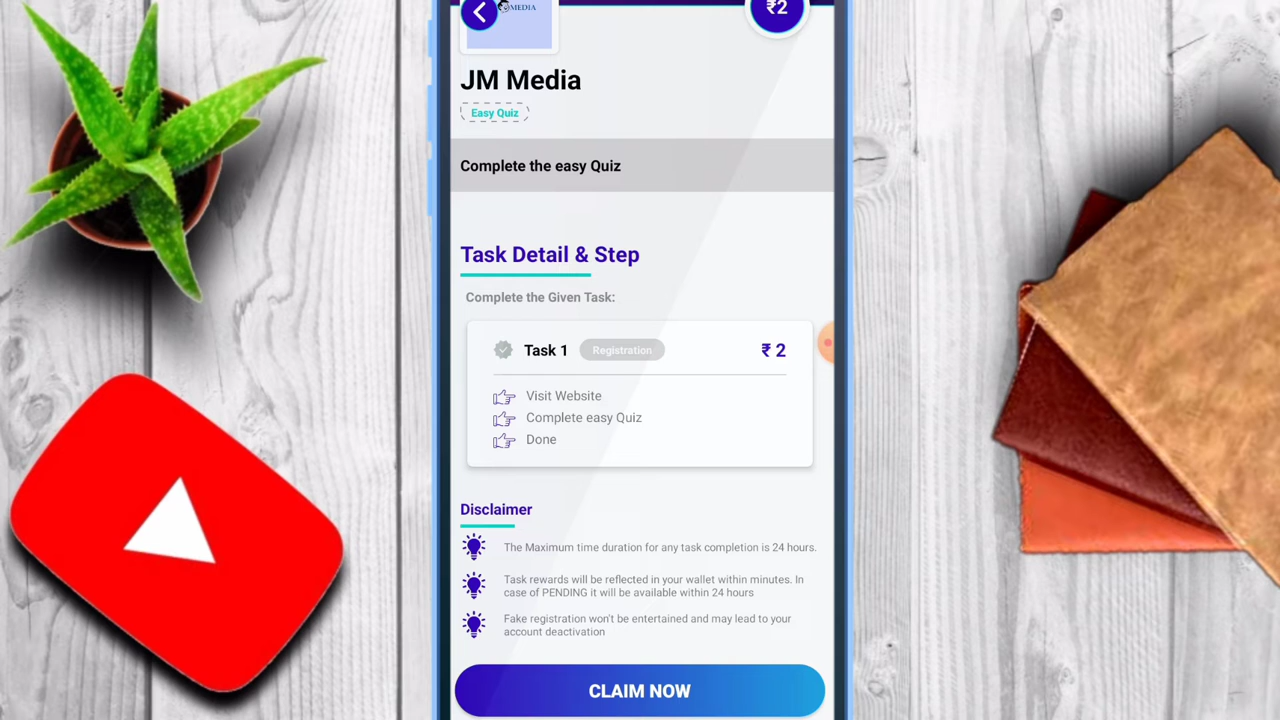 MEDIA
₹2
JM Media
Easy Quiz
Complete the easy Quiz
Task Detail & Step
Complete the Given Task:
Task 1 Registration ₹ 2
Visit Website
Complete easy Quiz
Done
Disclaimer
The Maximum time duration for any task completion is 24 hours.
Task rewards will be reflected in your wallet within minutes. In
case of PENDING it will be available within 24 hours
Fake registration won't be entertained and may lead to your
account deactivation
CLAIM NOW